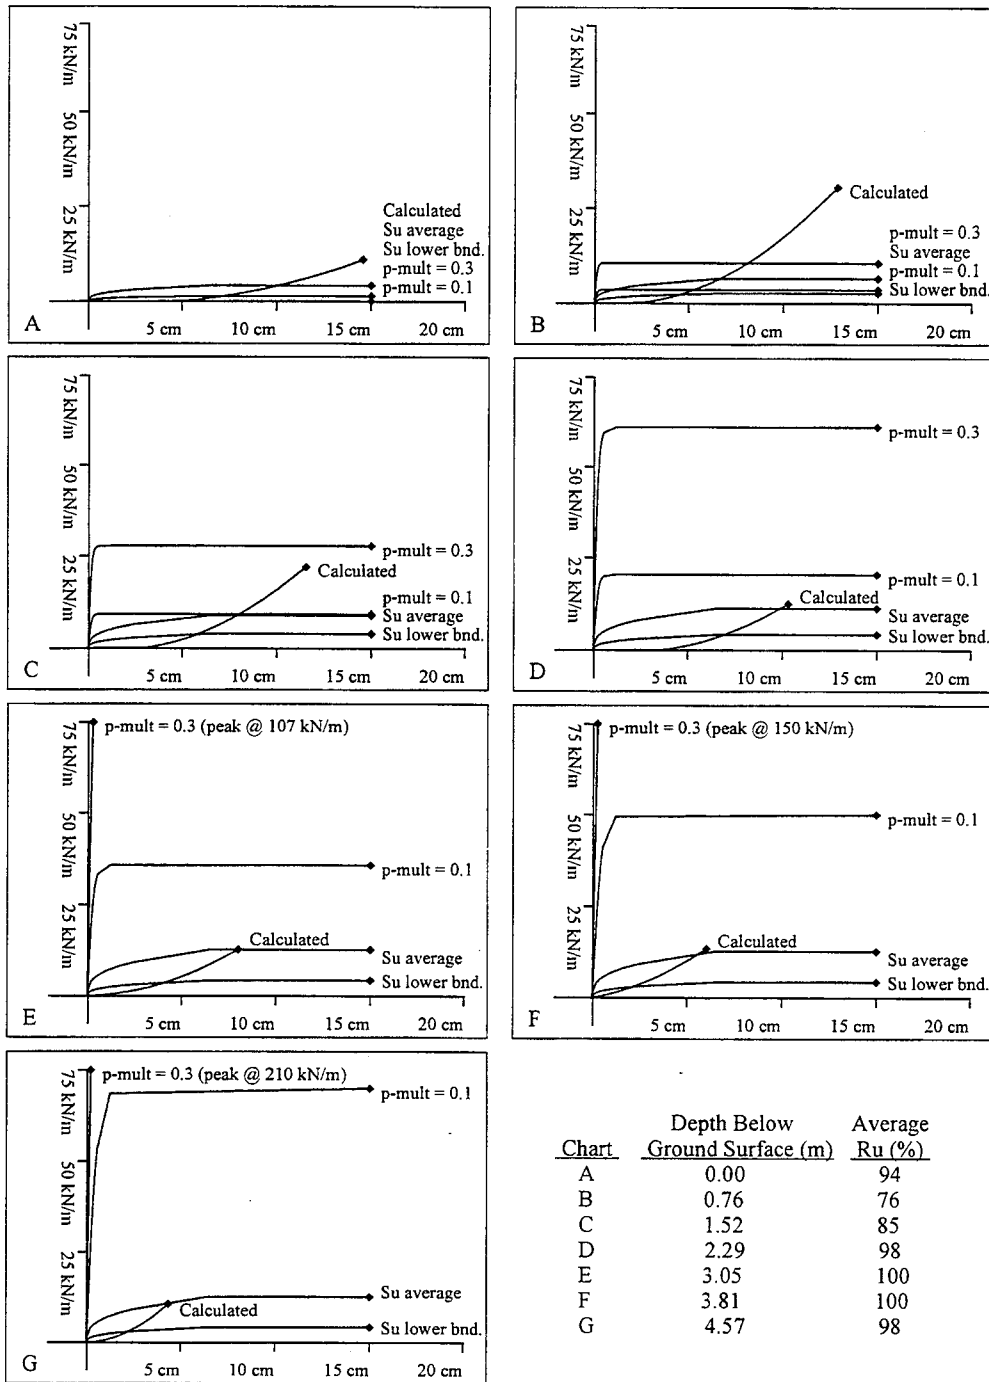 75 kN/m
50 kN/m
25 kN/m
Calculated
Su average
Su lower bnd.
p-mult = 0.3
p-mult = 0.1
A
5 cm 10 cm 15 cm 20 cm
75 kN/m
50 kN/m
25 kN/m
Calculated
p-mult = 0.3
Su average
p-mult = 0.1
Su lower bnd.
B
5 cm 10 cm 15 cm 20 cm
75 kN/m
50 kN/m
25 kN/m
p-mult = 0.3
Calculated
p-mult = 0.1
Su average
Su lower bnd.
C
5 cm 10 cm 15 cm 20 cm
75 kN/m
50 kN/m
25 kN/m
p-mult = 0.3
p-mult = 0.1
Calculated
Su average
Su lower bnd.
D
5 cm 10 cm 15 cm 20 cm
75 kN/m
50 kN/m
25 kN/m
p-mult = 0.3 (peak @ 107 kN/m)
p-mult = 0.1
Calculated
Su average
Su lower bnd.
E
5 cm 10 cm 15 cm 20 cm
75 kN/m
50 kN/m
25 kN/m
p-mult = 0.3 (peak @ 150 kN/m)
p-mult = 0.1
Calculated
Su average
Su lower bnd.
F
5 cm 10 cm 15 cm 20 cm
75 kN/m
50 kN/m
25 kN/m
p-mult = 0.3 (peak @ 210 kN/m)
p-mult = 0.1
Su average
Calculated
Su lower bnd.
G
5 cm 10 cm 15 cm 20 cm
Depth Below Average
Chart Ground Surface (m) Ru (%)
A 0.00 94
B 0.76 76
C 1.52 85
D 2.29 98
E 3.05 100
F 3.81 100
G 4.57 98